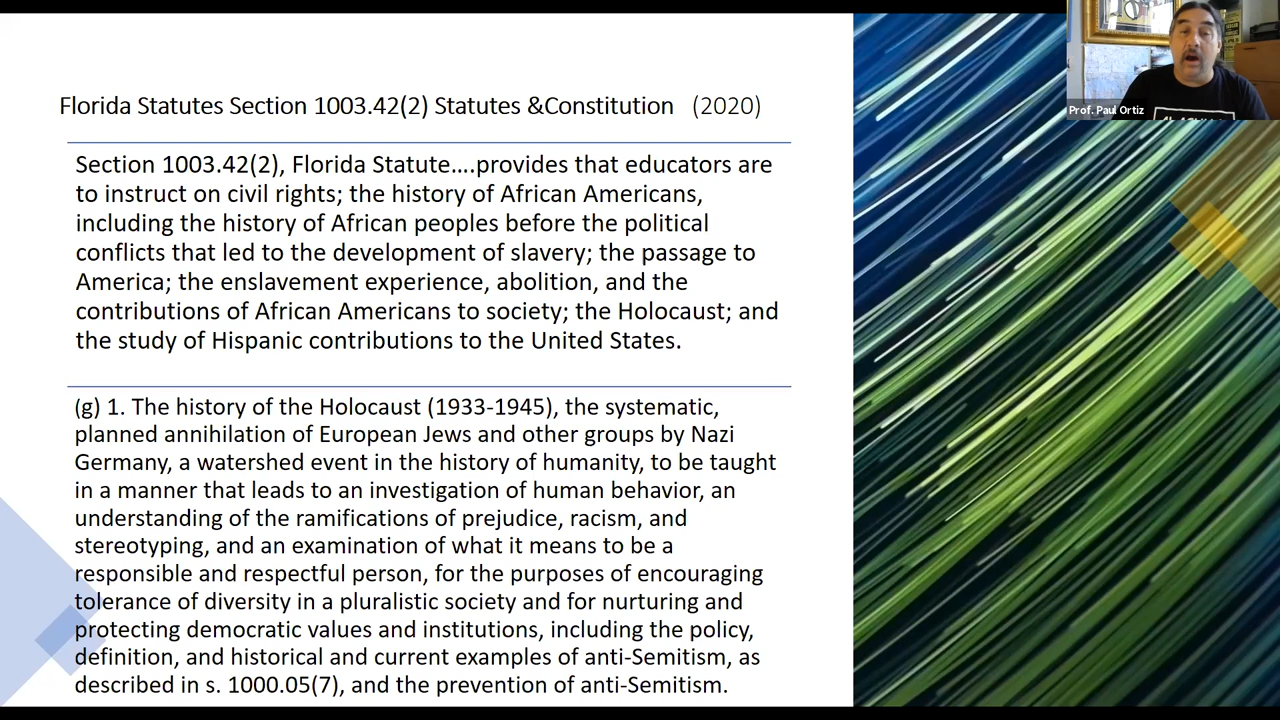 Florida Statutes Section 1003.42(2) Statutes &Constitution (2020)
Section 1003.42(2), Florida Statute....provides that educators are
to instruct on civil rights; the history of African Americans,
including the history of African peoples before the political
conflicts that led to the development of slavery; the passage to
America; the enslavement experience, abolition, and the
contributions of African Americans to society; the Holocaust; and
the study of Hispanic contributions to the United States.
(g) 1. The history of the Holocaust (1933-1945), the systematic,
planned annihilation of European Jews and other groups by Nazi
Germany, a watershed event in the history of humanity, to be taught
in a manner that leads to an investigation of human behavior, an
understanding of the ramifications of prejudice, racism, and
stereotyping, and an examination of what it means to be a
responsible and respectful person, for the purposes of encouraging
tolerance of diversity in a pluralistic society and for nurturing and
protecting democratic values and institutions, including the policy,
definition, and historical and current examples of anti-Semitism, as
described in s. 1000.05(7), and the prevention of anti-Semitism.
Prof. Paul Ortiz